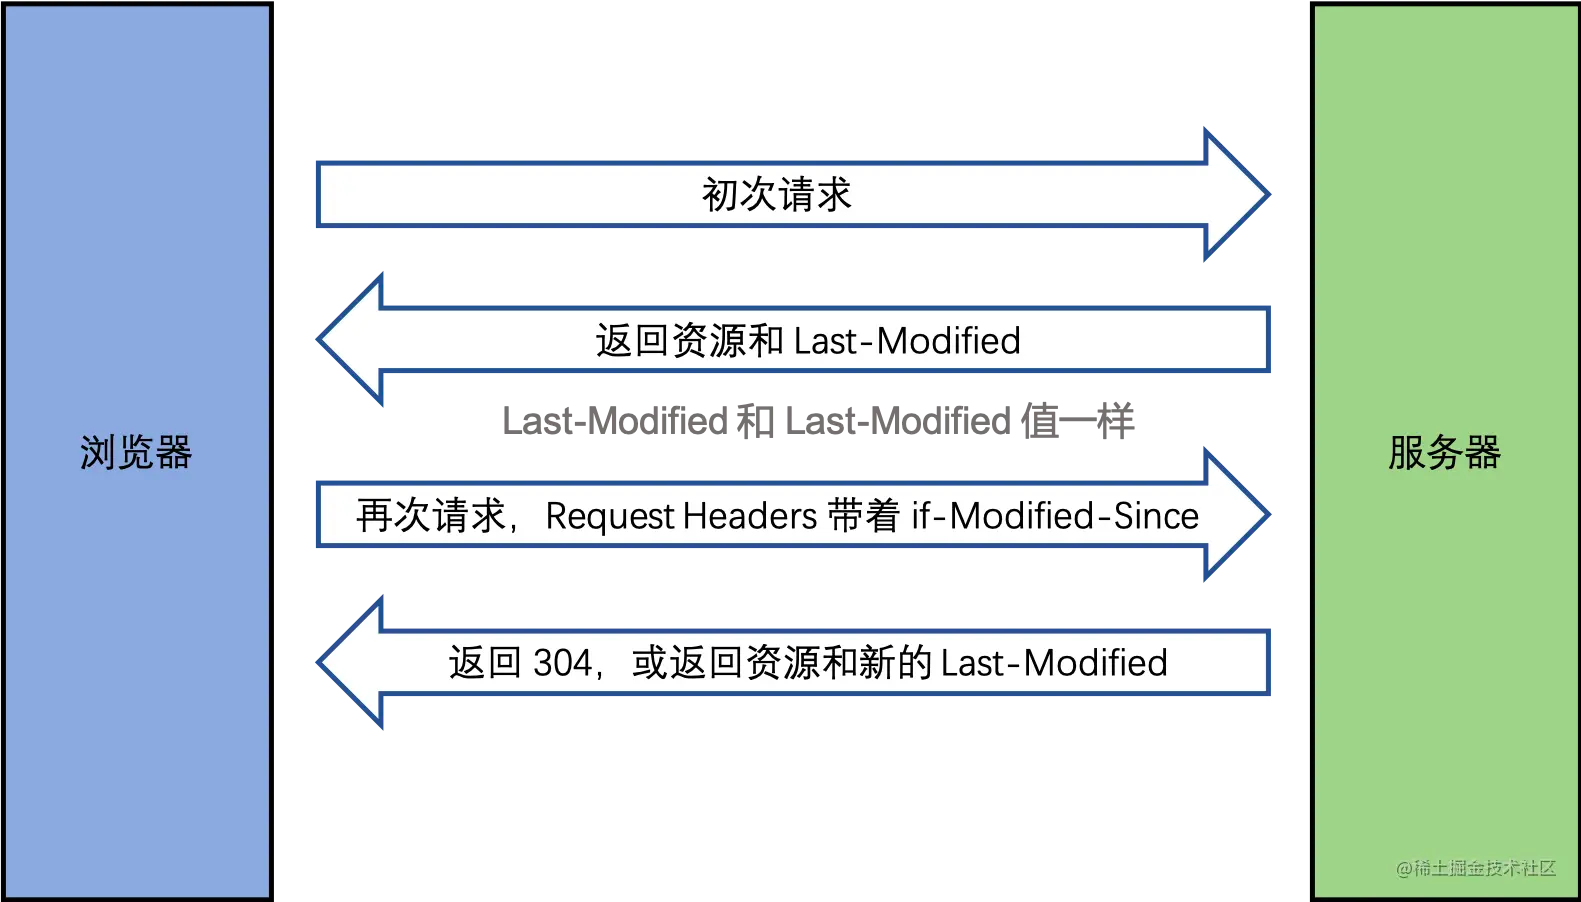 初次请求
返回资源和 Last-Modified
Last-Modified 和 Last-Modified 值一样
浏览器
服务器
再次请求，Request Headers 带着 if-Modified-Since
返回 304，或返回资源和新的 Last-Modified
@稀土掘金技术社区